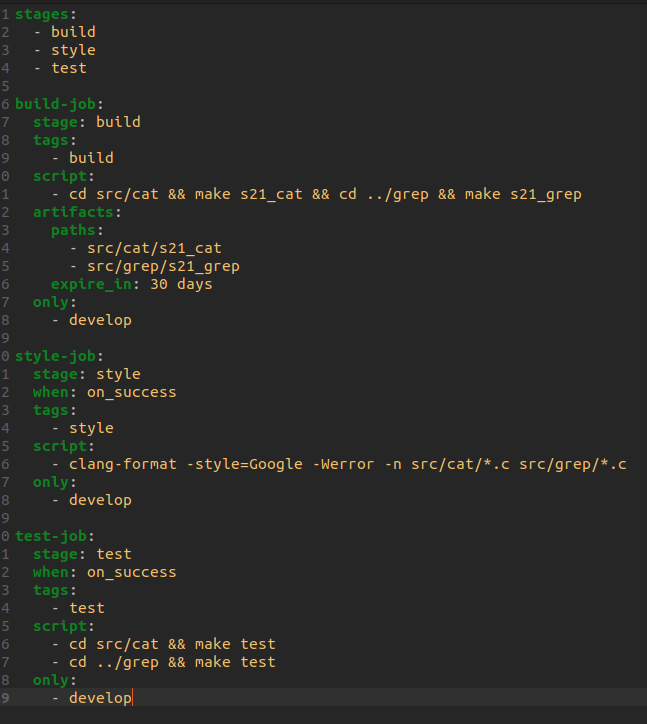 1 stages:
2   - build
3   - style
4   - test
5
6 build-job:
7   stage: build
8   tags:
9     - build
0   script:
1     - cd src/cat && make s21_cat && cd ../grep && make s21_grep
2   artifacts:
3     paths:
4       - src/cat/s21_cat
5       - src/grep/s21_grep
6     expire_in: 30 days
7   only:
8     - develop
9
0 style-job:
1   stage: style
2   when: on_success
3   tags:
4     - style
5   script:
6     - clang-format -style=Google -Werror -n src/cat/*.c src/grep/*.c
7   only:
8     - develop
9
0 test-job:
1   stage: test
2   when: on_success
3   tags:
4     - test
5   script:
6     - cd src/cat && make test
7     - cd ../grep && make test
8   only:
9     - develop